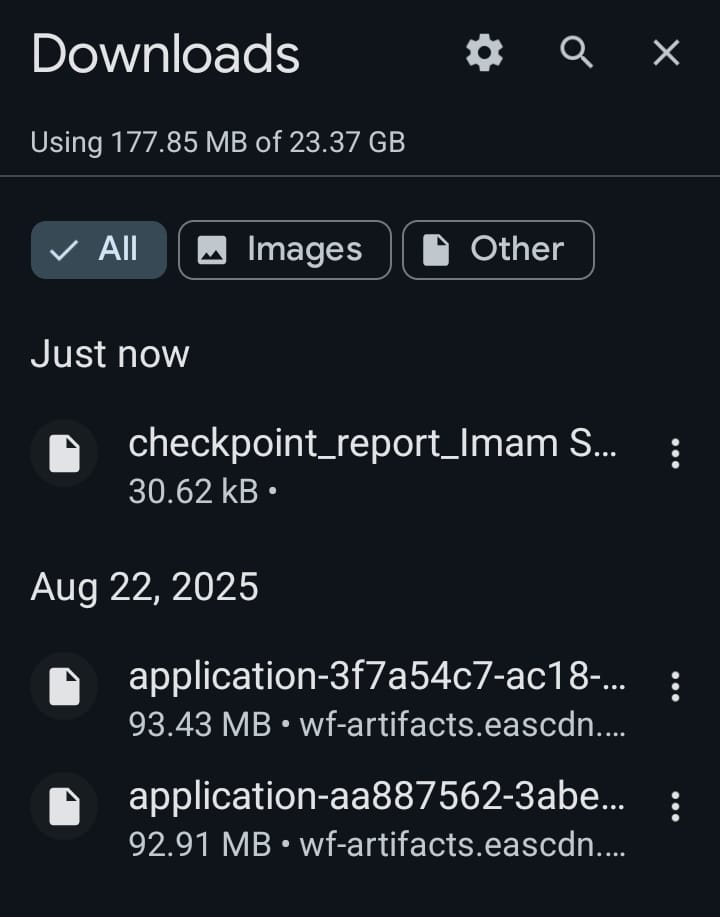 Downloads
Using 177.85 MB of 23.37 GB
All
Images
Other
Just now
checkpoint_report_Imam S...
30.62 kB •
Aug 22, 2025
application-3f7a54c7-ac18-...
93.43 MB • wf-artifacts.eascdn....
application-aa887562-3abe...
92.91 MB • wf-artifacts.eascdn....